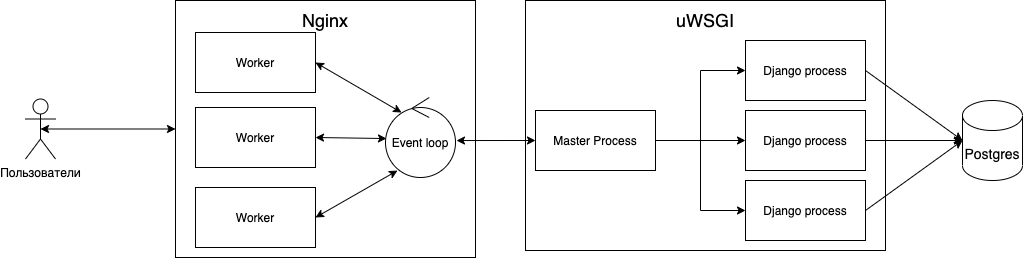 Nginx
uWSGI
Worker
Worker
Worker
Event loop
Пользователи
Master Process
Django process
Django process
Django process
Postgres